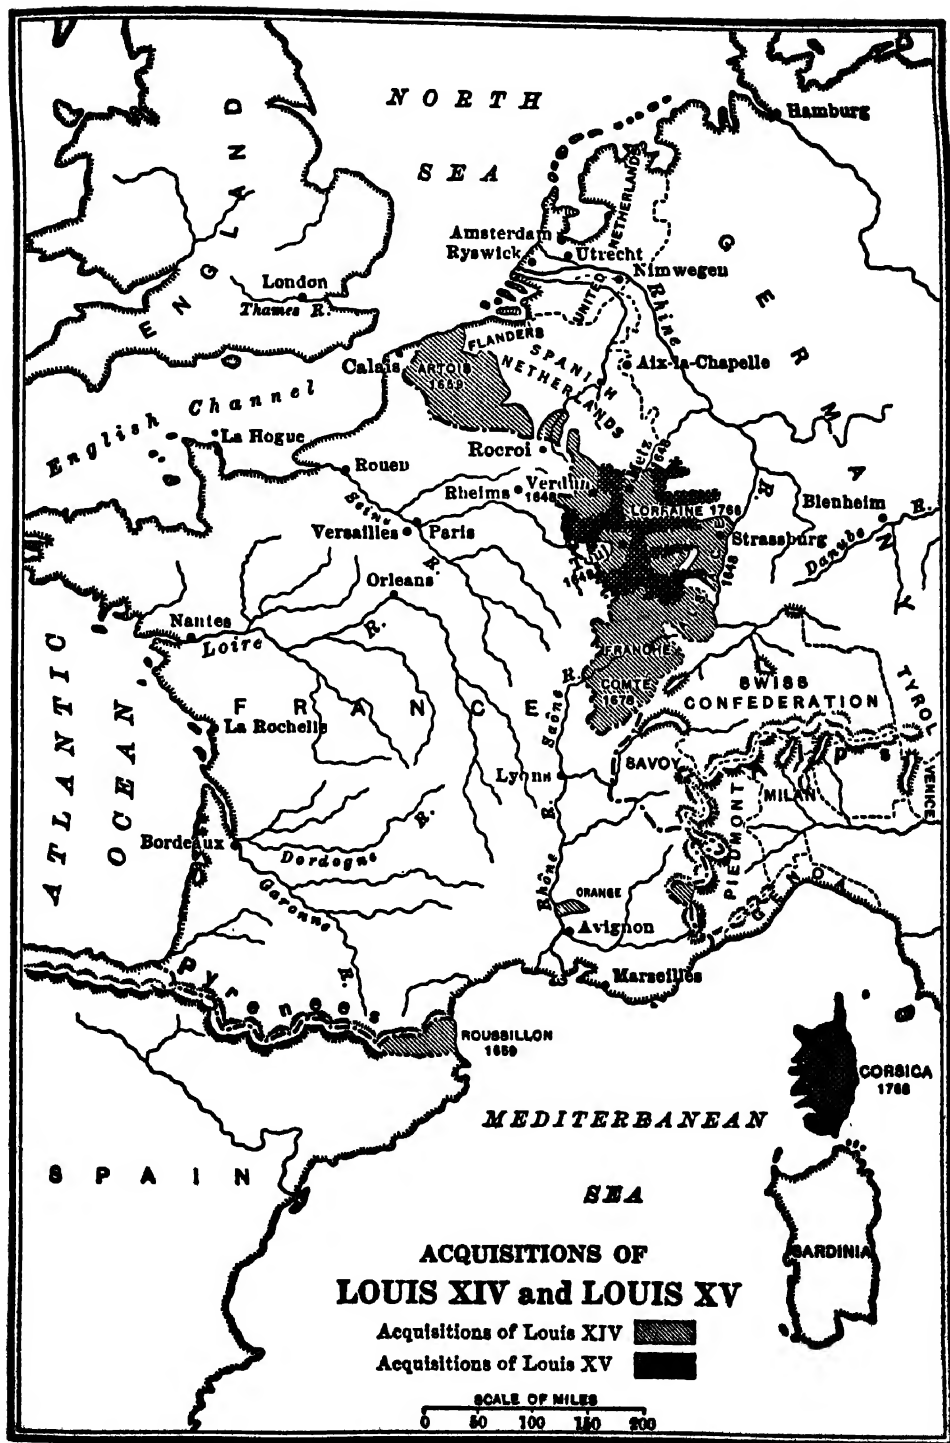 NORTH
SEA
Hamburg
ENGLAND
Amsterdam
Ryswick
Utrecht
UNITED NETHERLANDS
Nimwegen
Rhine
R.
London
Thames R.
GERMANY
FLANDERS
SPANISH
NETHERLANDS
Aix-la-Chapelle
Calais
ARTOIS
1659
English Channel
La Hogue
Rocroi
Metz
1648
Rouen
Rheims
Verdun
1648
Blenheim
Seine
R.
LORRAINE 1766
Versailles
Paris
Strassburg
Danube R.
Toul
1648
ALSACE
1648
Orleans
Nantes
Loire R.
ATLANTIC
OCEAN
FRANCE
FRANCHE
COMTE
1678
SWISS
CONFEDERATION
TYROL
La Rochelle
Saône R.
Lyons
SAVOY
Alps
MILAN
VENICE
PIEDMONT
Bordeaux
Dordogne R.
Garonne
R.
Rhône R.
ORANGE
GENOA
Avignon
Marseilles
Pyrenees
ROUSSILLON
1659
CORSICA
1768
MEDITERRANEAN
SEA
SPAIN
SARDINIA
ACQUISITIONS OF
LOUIS XIV and LOUIS XV
Acquisitions of Louis XIV
Acquisitions of Louis XV
SCALE OF MILES
0 50 100 150 200